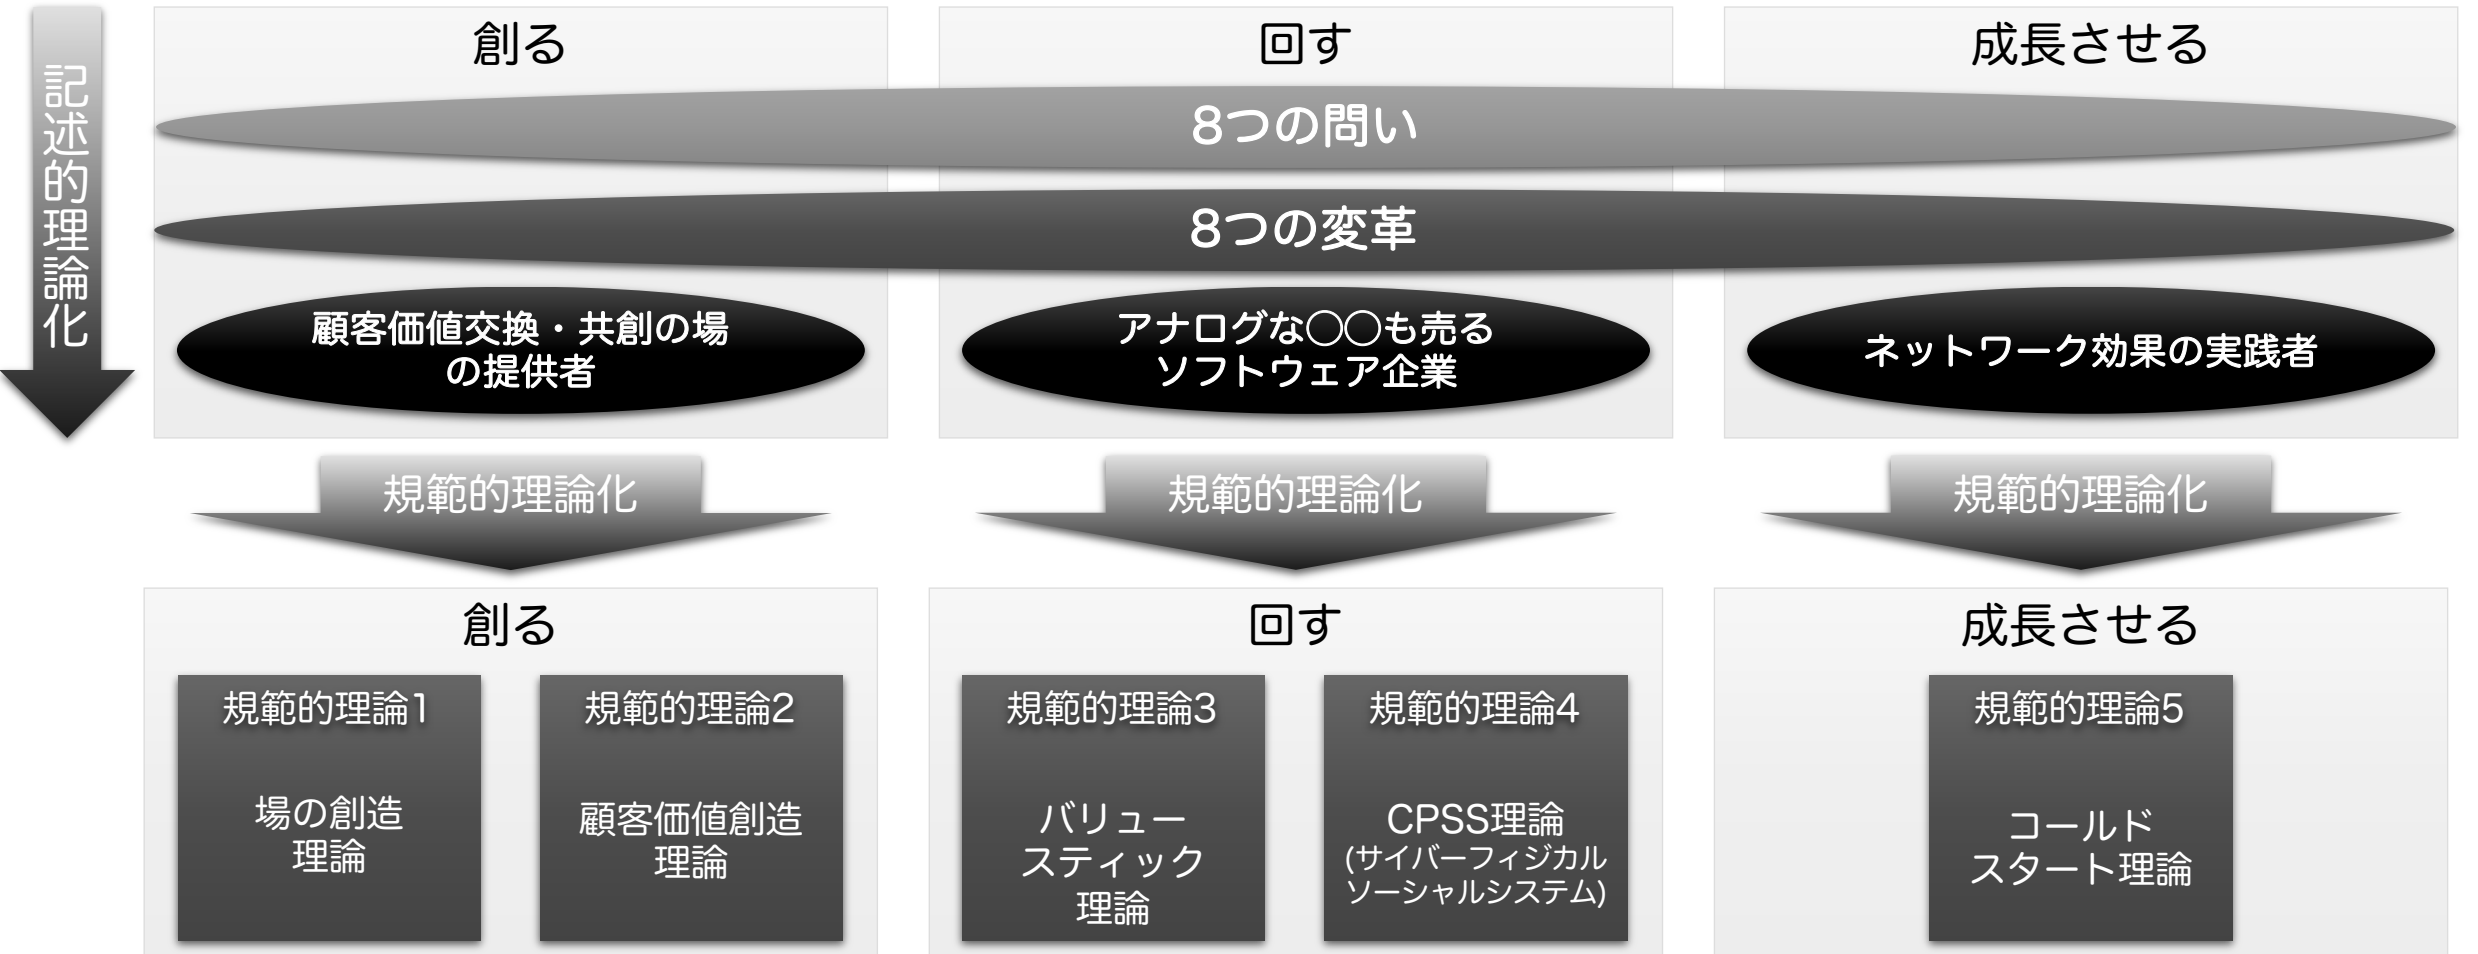 記述的理論化
創る
回す
成長させる
8つの問い
8つの変革
顧客価値交換・共創の場
の提供者
アナログな◯◯も売る
ソフトウェア企業
ネットワーク効果の実践者
規範的理論化
規範的理論化
規範的理論化
創る
規範的理論1
場の創造
理論
規範的理論2
顧客価値創造
理論
回す
規範的理論3
バリュー
スティック
理論
規範的理論4
CPSS理論
(サイバーフィジカル
ソーシャルシステム)
成長させる
規範的理論5
コールド
スタート理論